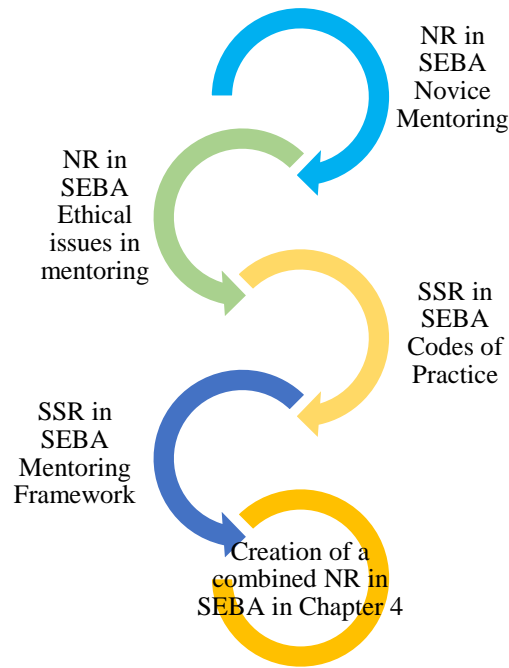 NR in
SEBA
Novice
Mentoring
NR in
SEBA
Ethical
issues in
mentoring
SSR in
SEBA
Codes of
Practice
SSR in
SEBA
Mentoring
Framework
Creation of a
combined NR in
SEBA in Chapter 4